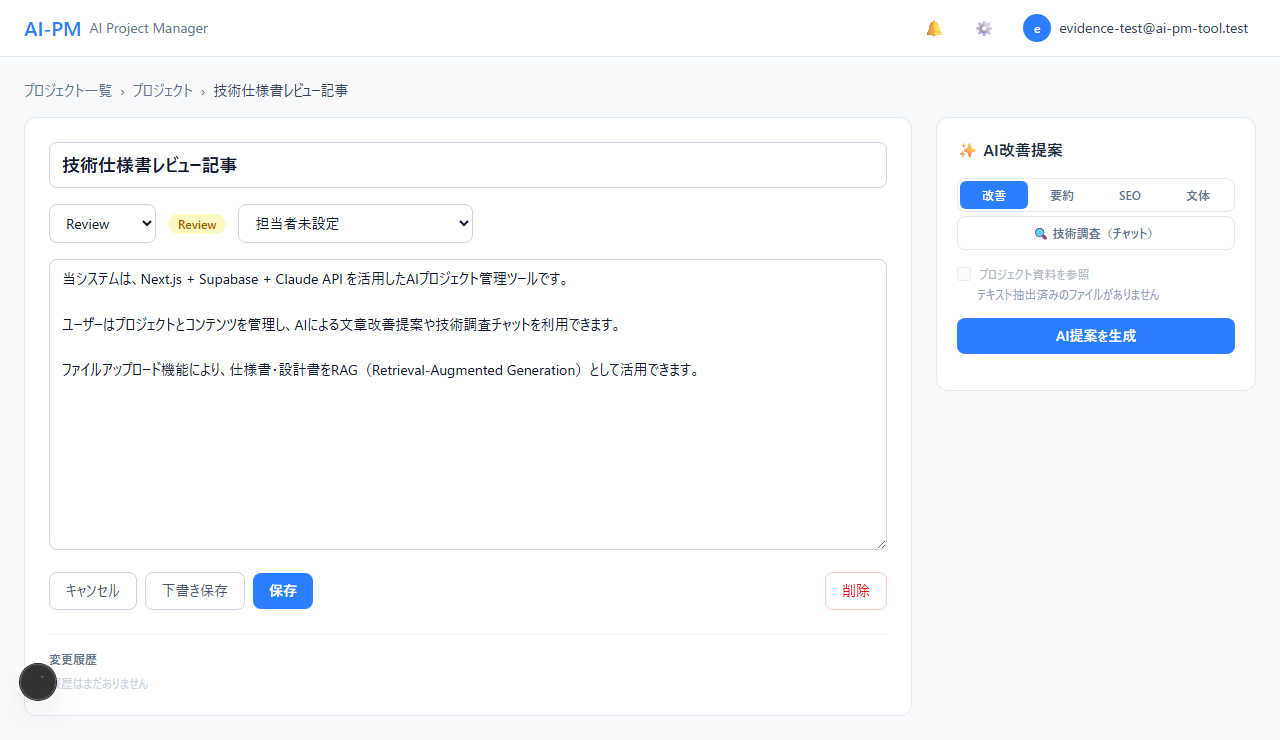 AI-PM AI Project Manager
e evidence-test@ai-pm-tool.test
プロジェクト一覧 › プロジェクト › 技術仕様書レビュー記事
技術仕様書レビュー記事
Review Review 担当者未設定
当システムは、Next.js + Supabase + Claude API を活用したAIプロジェクト管理ツールです。
ユーザーはプロジェクトとコンテンツを管理し、AIによる文章改善提案や技術調査チャットを利用できます。
ファイルアップロード機能により、仕様書・設計書をRAG（Retrieval-Augmented Generation）として活用できます。
キャンセル 下書き保存 保存 削除
変更履歴
履歴はまだありません
AI改善提案
改善 要約 SEO 文体
技術調査（チャット）
プロジェクト資料を参照
テキスト抽出済みのファイルがありません
AI提案を生成